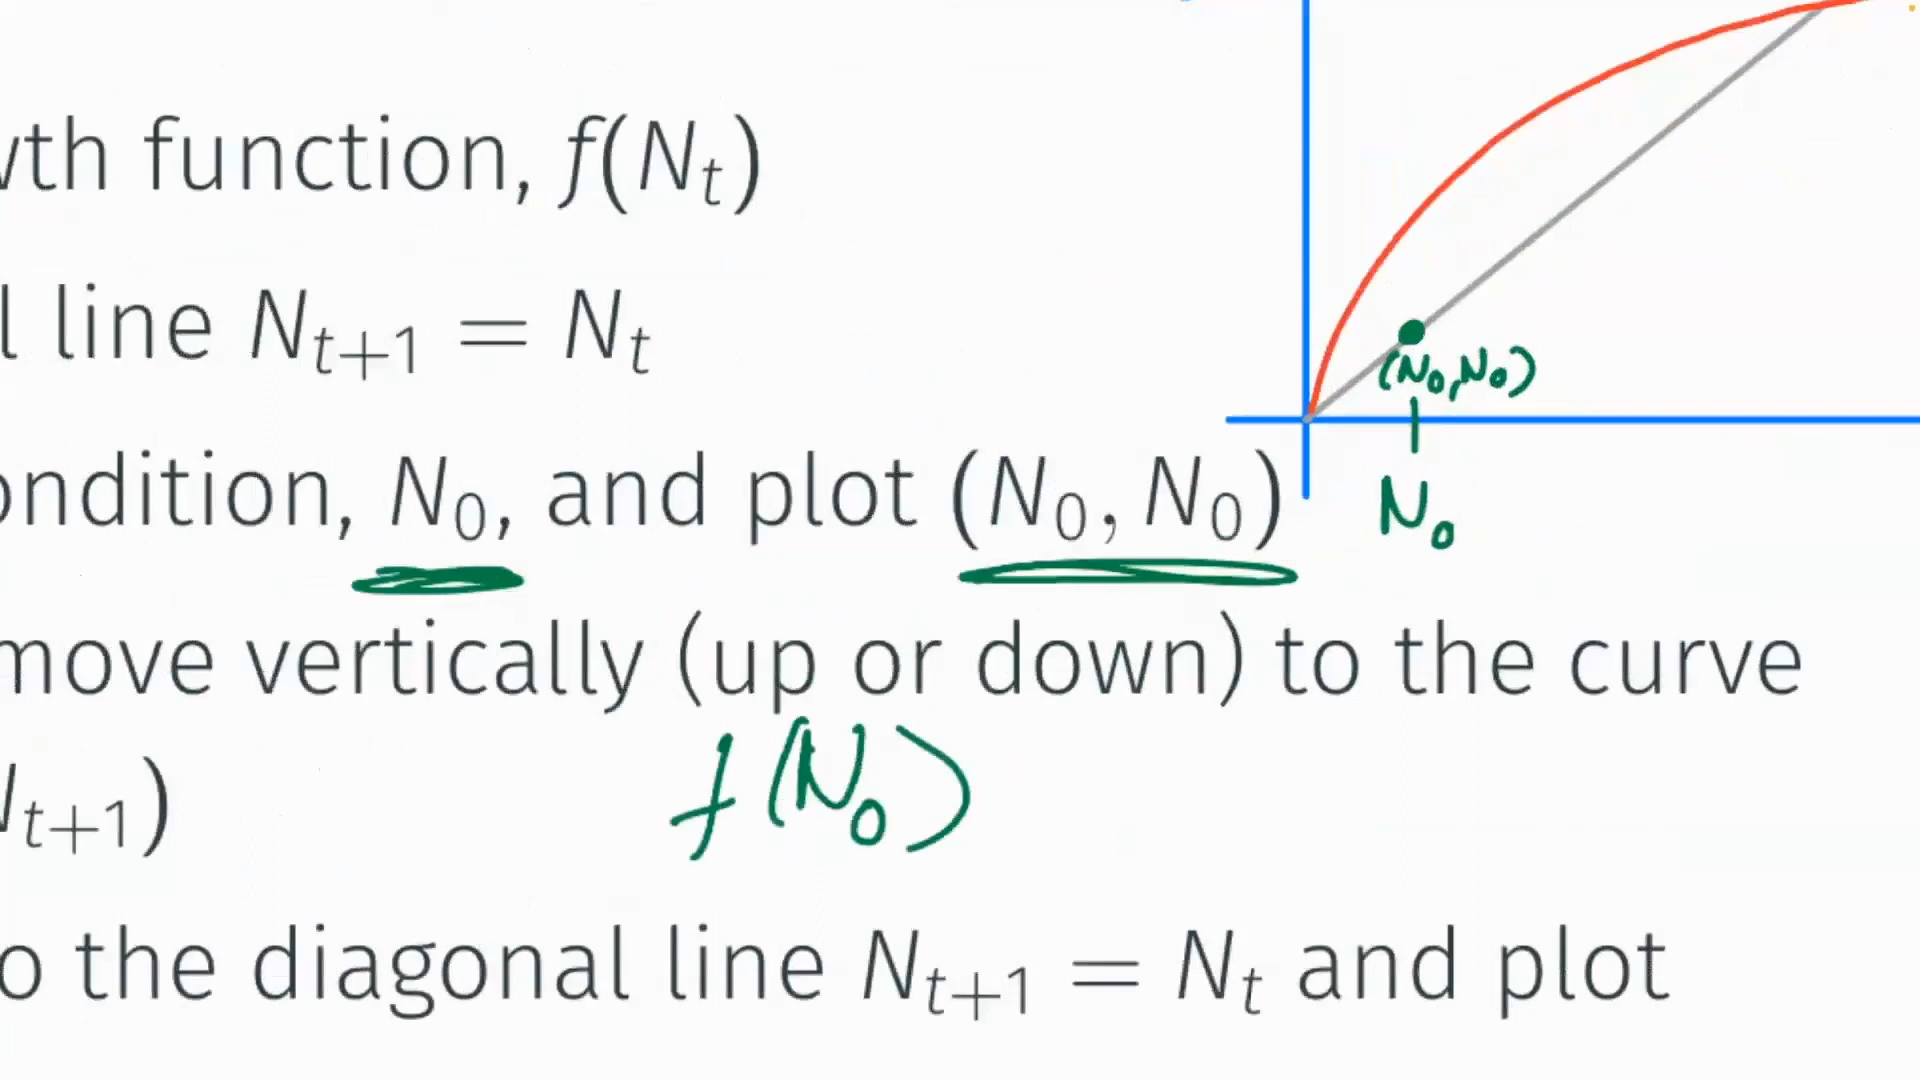 wth function, f(Nₜ)
l line Nₜ₊₁ = Nₜ
(N₀,N₀)
ondition, N₀, and plot (N₀, N₀)
N₀
move vertically (up or down) to the curve
f(N₀)
Nₜ₊₁)
o the diagonal line Nₜ₊₁ = Nₜ and plot